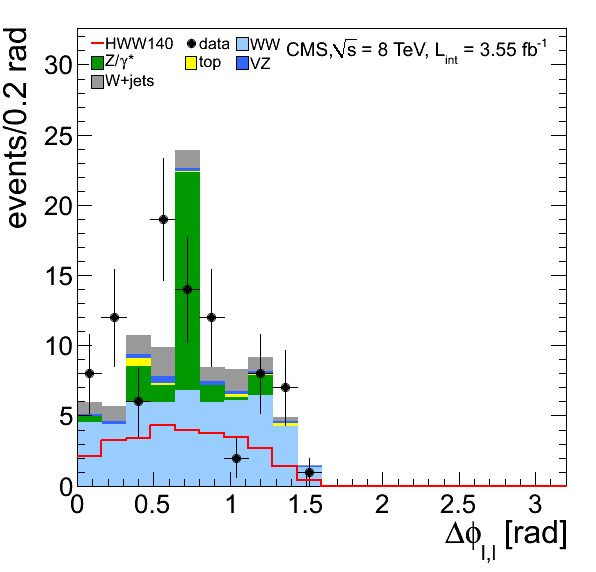 HWW140 data WW
Z/γ* top VZ
W+jets
CMS,√s = 8 TeV, L_int = 3.55 fb⁻¹
events/0.2 rad
30
25
20
15
10
5
0
0 0.5 1 1.5 2 2.5 3
Δϕ_l,l [rad]